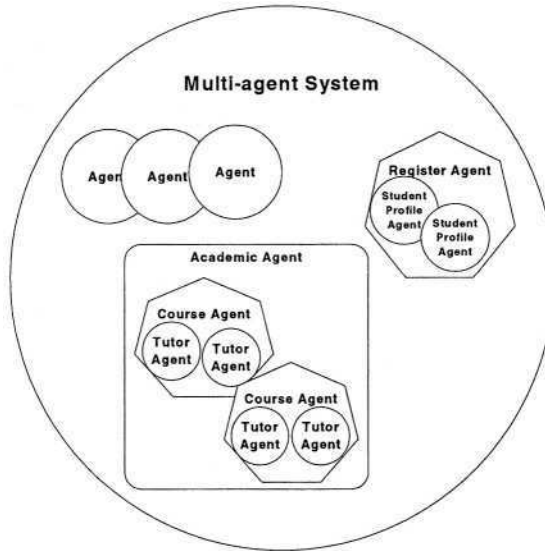 Multi-agent System
Agent
Agent
Agent
Register Agent
Student
Profile
Agent
Student
Profile
Agent
Academic Agent
Course Agent
Tutor
Agent
Tutor
Agent
Course Agent
Tutor
Agent
Tutor
Agent